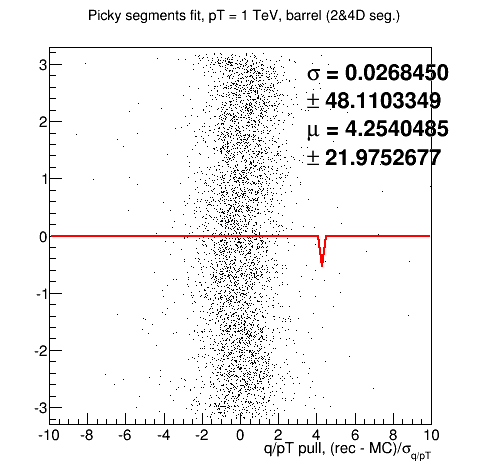 Picky segments fit, pT = 1 TeV, barrel (2&4D seg.)
σ = 0.0268450
± 48.1103349
μ = 4.2540485
± 21.9752677
3
2
1
0
-1
-2
-3
-10 -8 -6 -4 -2 0 2 4 6 8 10
q/pT pull, (rec - MC)/σq/pT